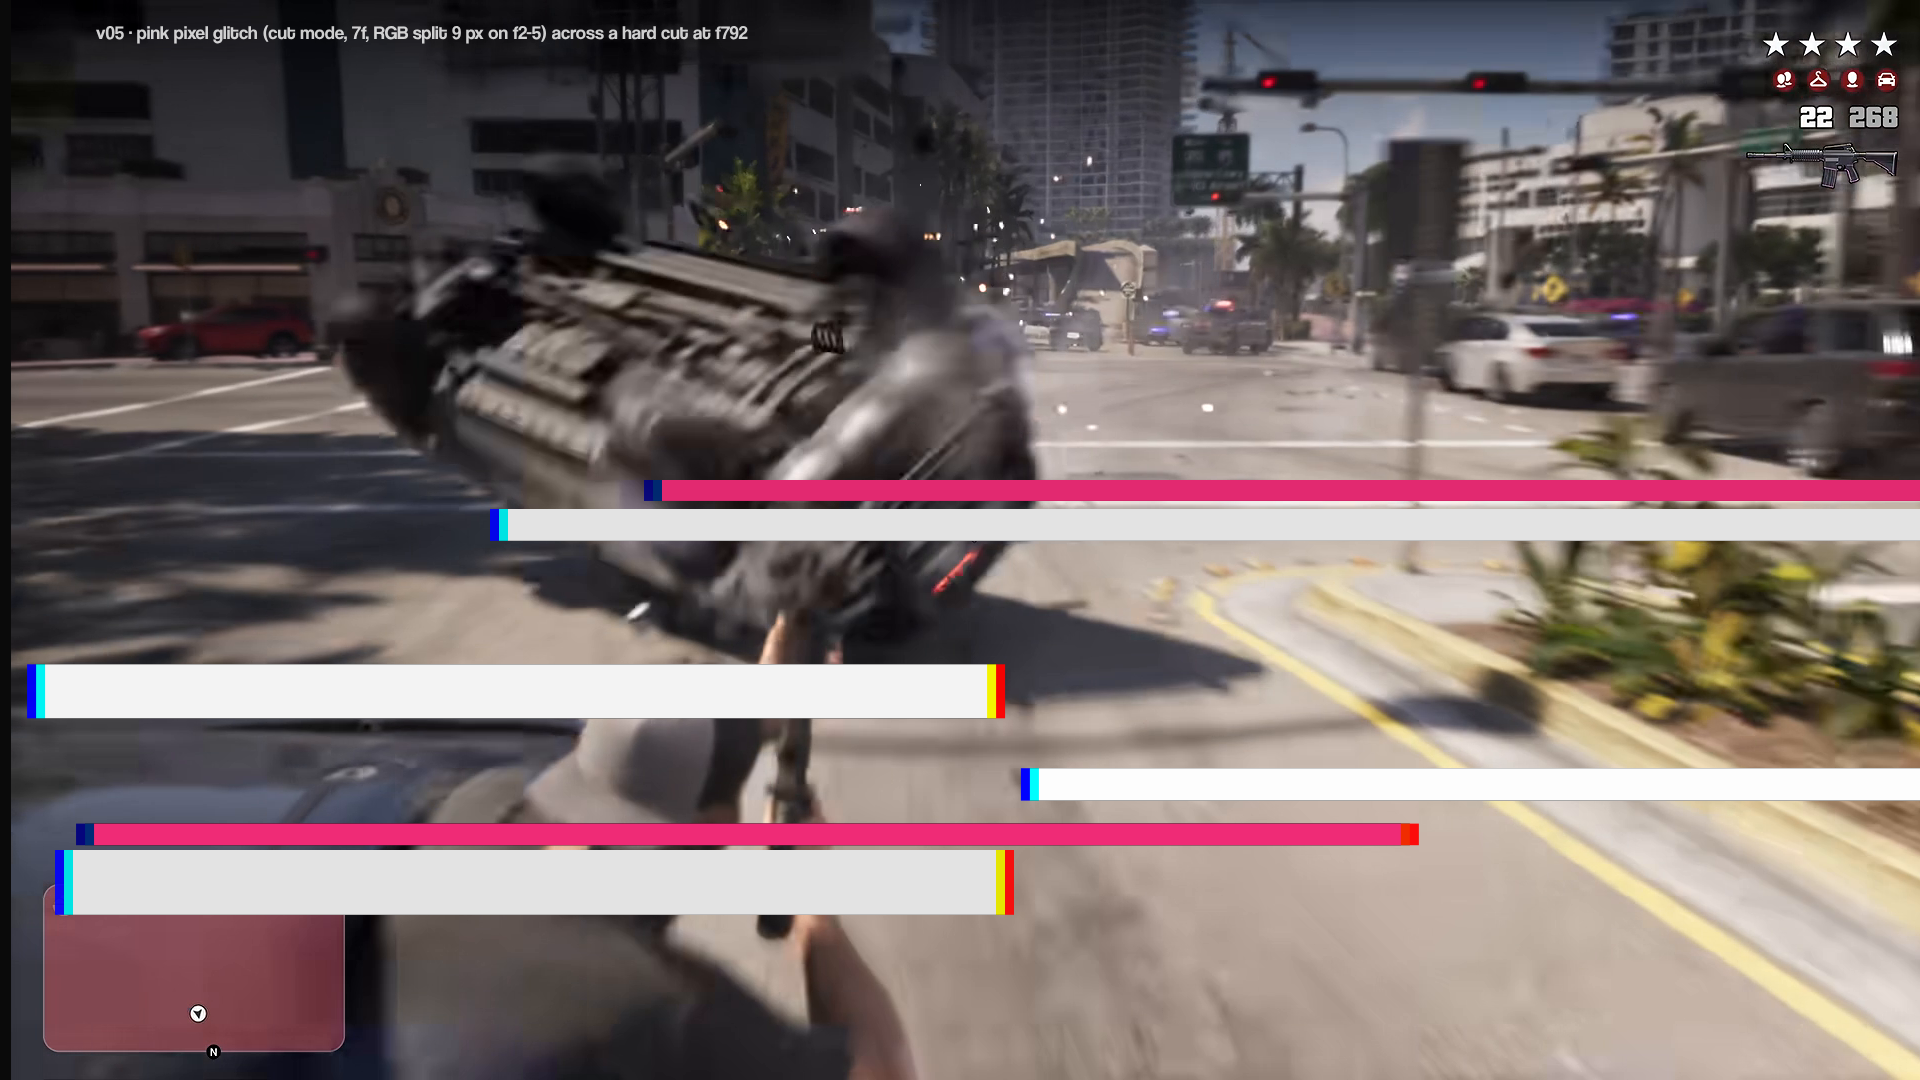 v05 · pink pixel glitch (cut mode, 7f, RGB split 9 px on f2-5) across a hard cut at f792
22 268
N